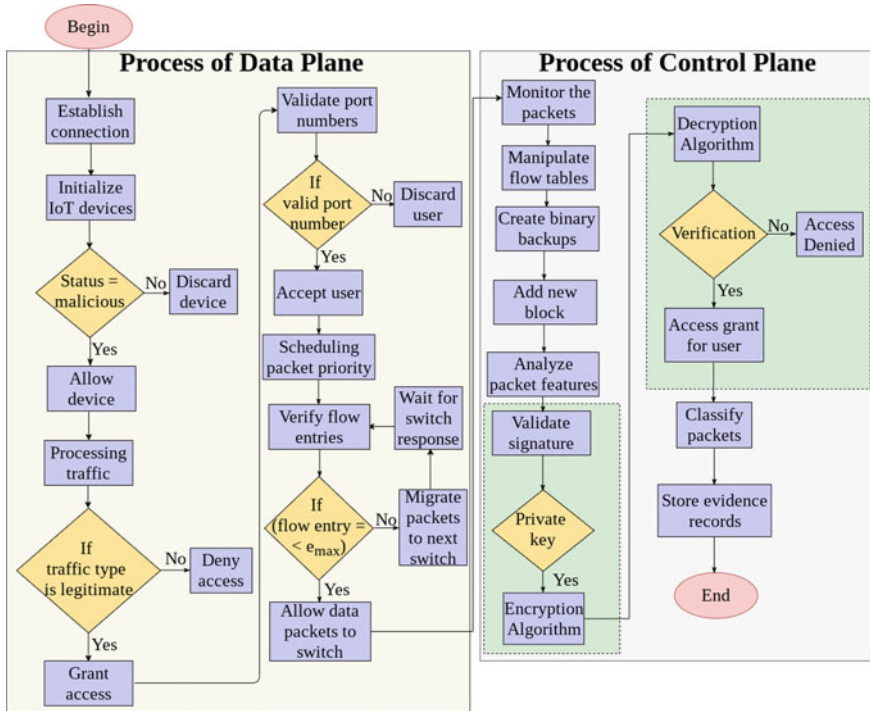 Begin
Process of Data Plane
Establish
connection
Initialize
IoT devices
Status =
malicious
No
Discard
device
Yes
Allow
device
Processing
traffic
If
traffic type
is legitimate
No
Deny
access
Yes
Grant
access
Validate port
numbers
If
valid port
number
No
Discard
user
Yes
Accept user
Scheduling
packet priority
Verify flow
entries
Wait for
switch
response
If
(flow entry =
< emax)
No
Migrate
packets
to next
switch
Yes
Allow data
packets to
switch
Process of Control Plane
Monitor the
packets
Manipulate
flow tables
Create binary
backups
Add new
block
Analyze
packet features
Validate
signature
Private
key
Yes
Encryption
Algorithm
Decryption
Algorithm
Verification
No
Access
Denied
Yes
Access grant
for user
Classify
packets
Store evidence
records
End